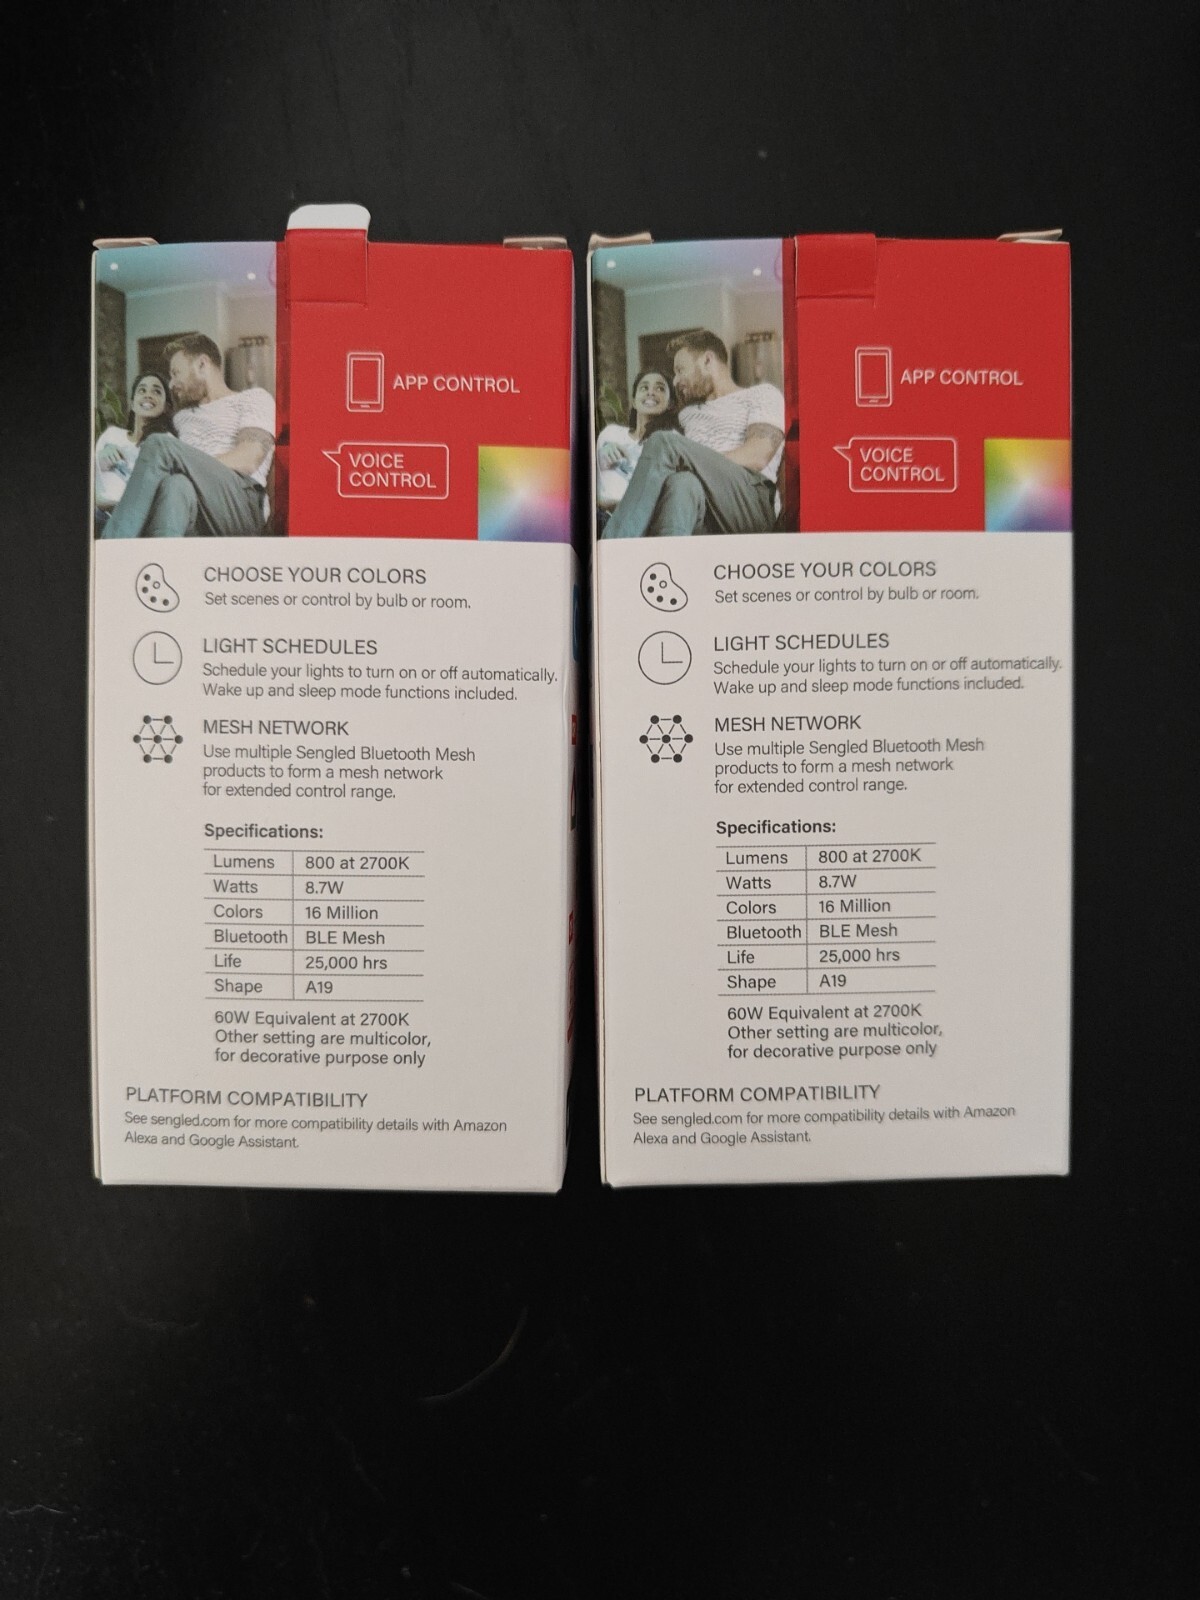 APP CONTROL
VOICE
CONTROL
CHOOSE YOUR COLORS
Set scenes or control by bulb or room.
LIGHT SCHEDULES
Schedule your lights to turn on or off automatically.
Wake up and sleep mode functions included.
MESH NETWORK
Use multiple Sengled Bluetooth Mesh
products to form a mesh network
for extended control range.
Specifications:
Lumens 800 at 2700K
Watts 8.7W
Colors 16 Million
Bluetooth BLE Mesh
Life 25,000 hrs
Shape A19
60W Equivalent at 2700K
Other setting are multicolor,
for decorative purpose only
PLATFORM COMPATIBILITY
See sengled.com for more compatibility details with Amazon
Alexa and Google Assistant.
APP CONTROL
VOICE
CONTROL
CHOOSE YOUR COLORS
Set scenes or control by bulb or room.
LIGHT SCHEDULES
Schedule your lights to turn on or off automatically.
Wake up and sleep mode functions included.
MESH NETWORK
Use multiple Sengled Bluetooth Mesh
products to form a mesh network
for extended control range.
Specifications:
Lumens 800 at 2700K
Watts 8.7W
Colors 16 Million
Bluetooth BLE Mesh
Life 25,000 hrs
Shape A19
60W Equivalent at 2700K
Other setting are multicolor,
for decorative purpose only
PLATFORM COMPATIBILITY
See sengled.com for more compatibility details with Amazon
Alexa and Google Assistant.